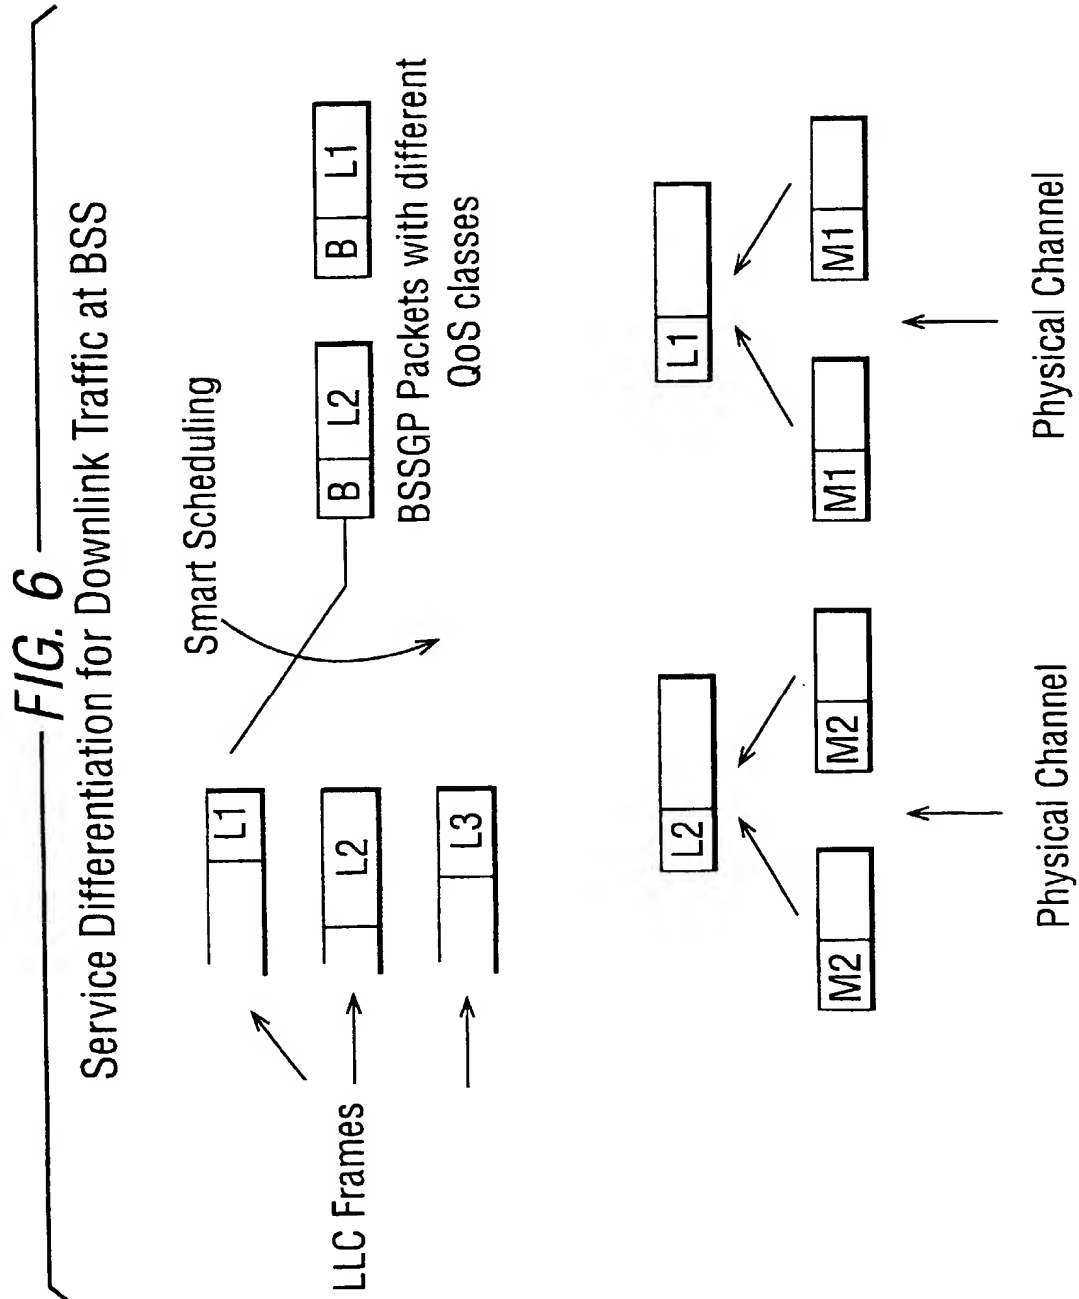 FIG. 6
Service Differentiation for Downlink Traffic at BSS
Smart Scheduling
L1
L2
L3
LLC Frames
B L2
B L1
BSSGP Packets with different
QoS classes
L2
L1
M2
M2
M1
M1
Physical Channel
Physical Channel